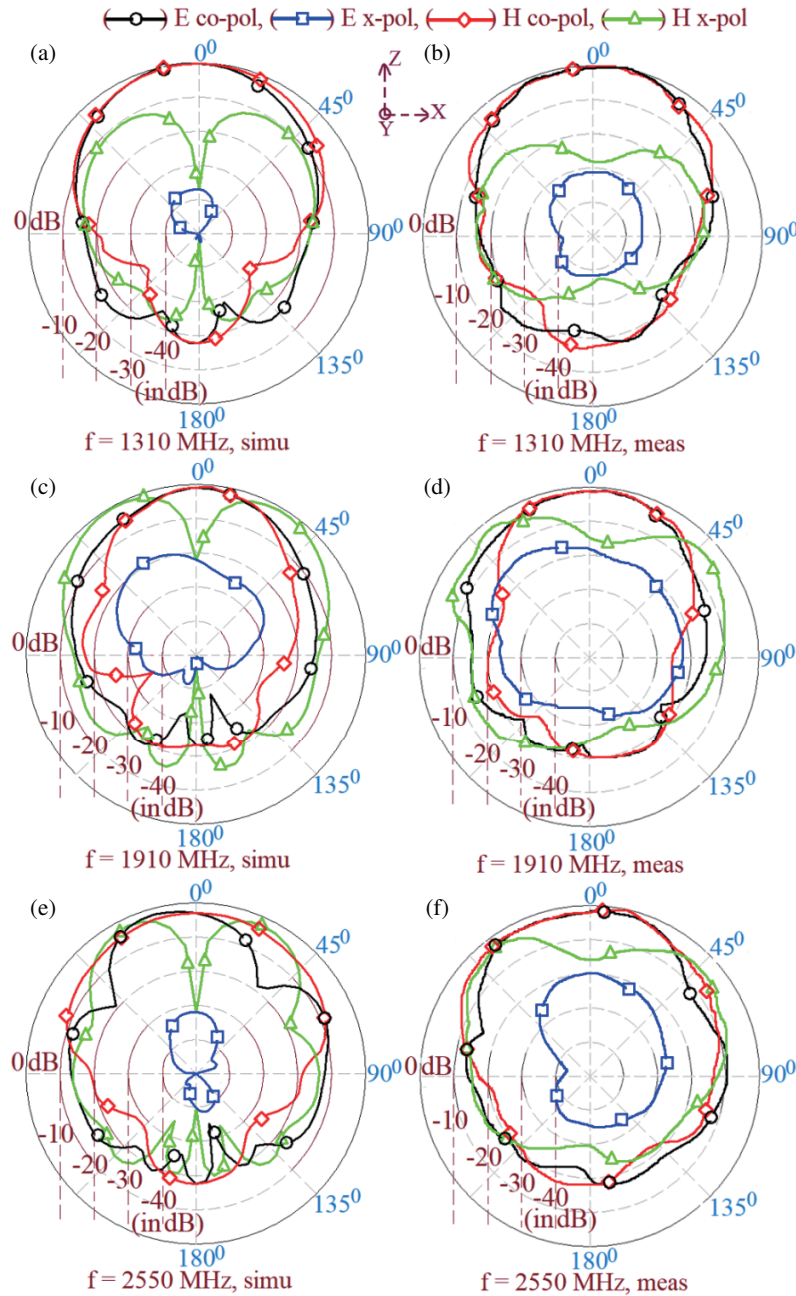 (—○—) E co-pol, (—□—) E x-pol, (—◇—) H co-pol, (—△—) H x-pol
(a)
0⁰
45⁰
0 dB
90⁰
-10
-20
-30
-40
(in dB)
135⁰
180⁰
f = 1310 MHz, simu
Z
Y
X
(b)
0⁰
45⁰
0 dB
90⁰
-10
-20
-30
-40
(in dB)
135⁰
180⁰
f = 1310 MHz, meas
(c)
0⁰
45⁰
0 dB
90⁰
-10
-20
-30
-40
(in dB)
135⁰
180⁰
f = 1910 MHz, simu
(d)
0⁰
45⁰
0 dB
90⁰
-10
-20
-30
-40
(in dB)
135⁰
180⁰
f = 1910 MHz, meas
(e)
0⁰
45⁰
0 dB
90⁰
-10
-20
-30
-40
(in dB)
135⁰
180⁰
f = 2550 MHz, simu
(f)
0⁰
45⁰
0 dB
90⁰
-10
-20
-30
-40
(in dB)
135⁰
180⁰
f = 2550 MHz, meas